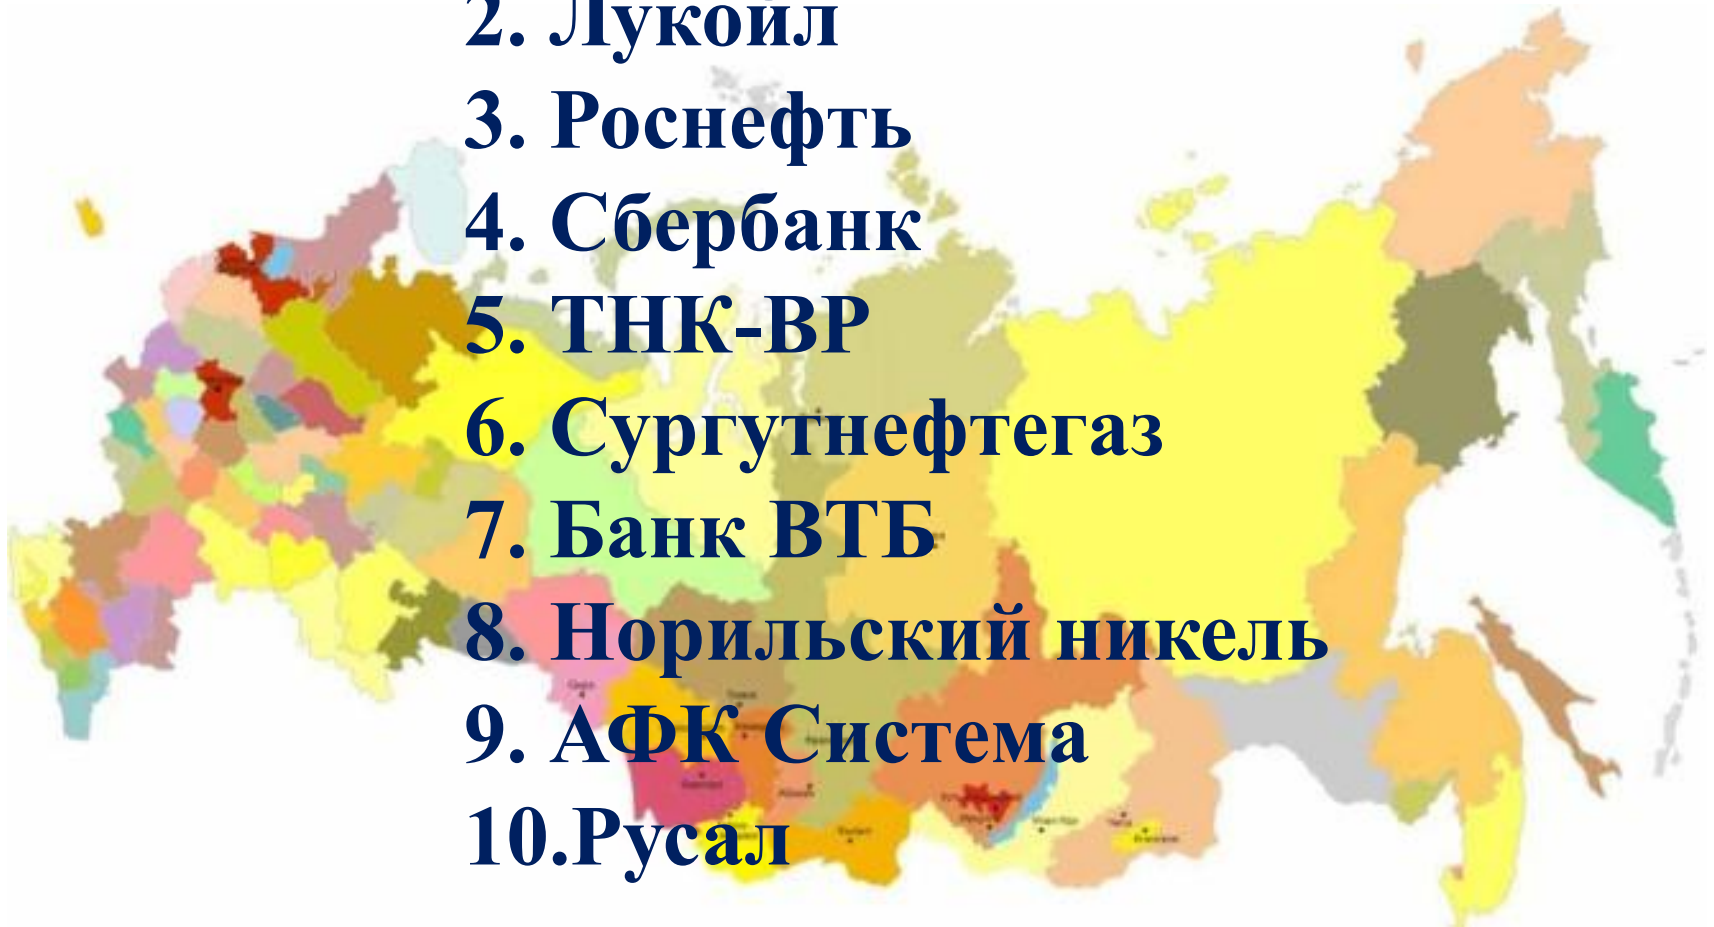 2. Лукойл
3. Роснефть
4. Сбербанк
5. ТНК-ВР
6. Сургутнефтегаз
7. Банк ВТБ
8. Норильский никель
9. АФК Система
10.Русал